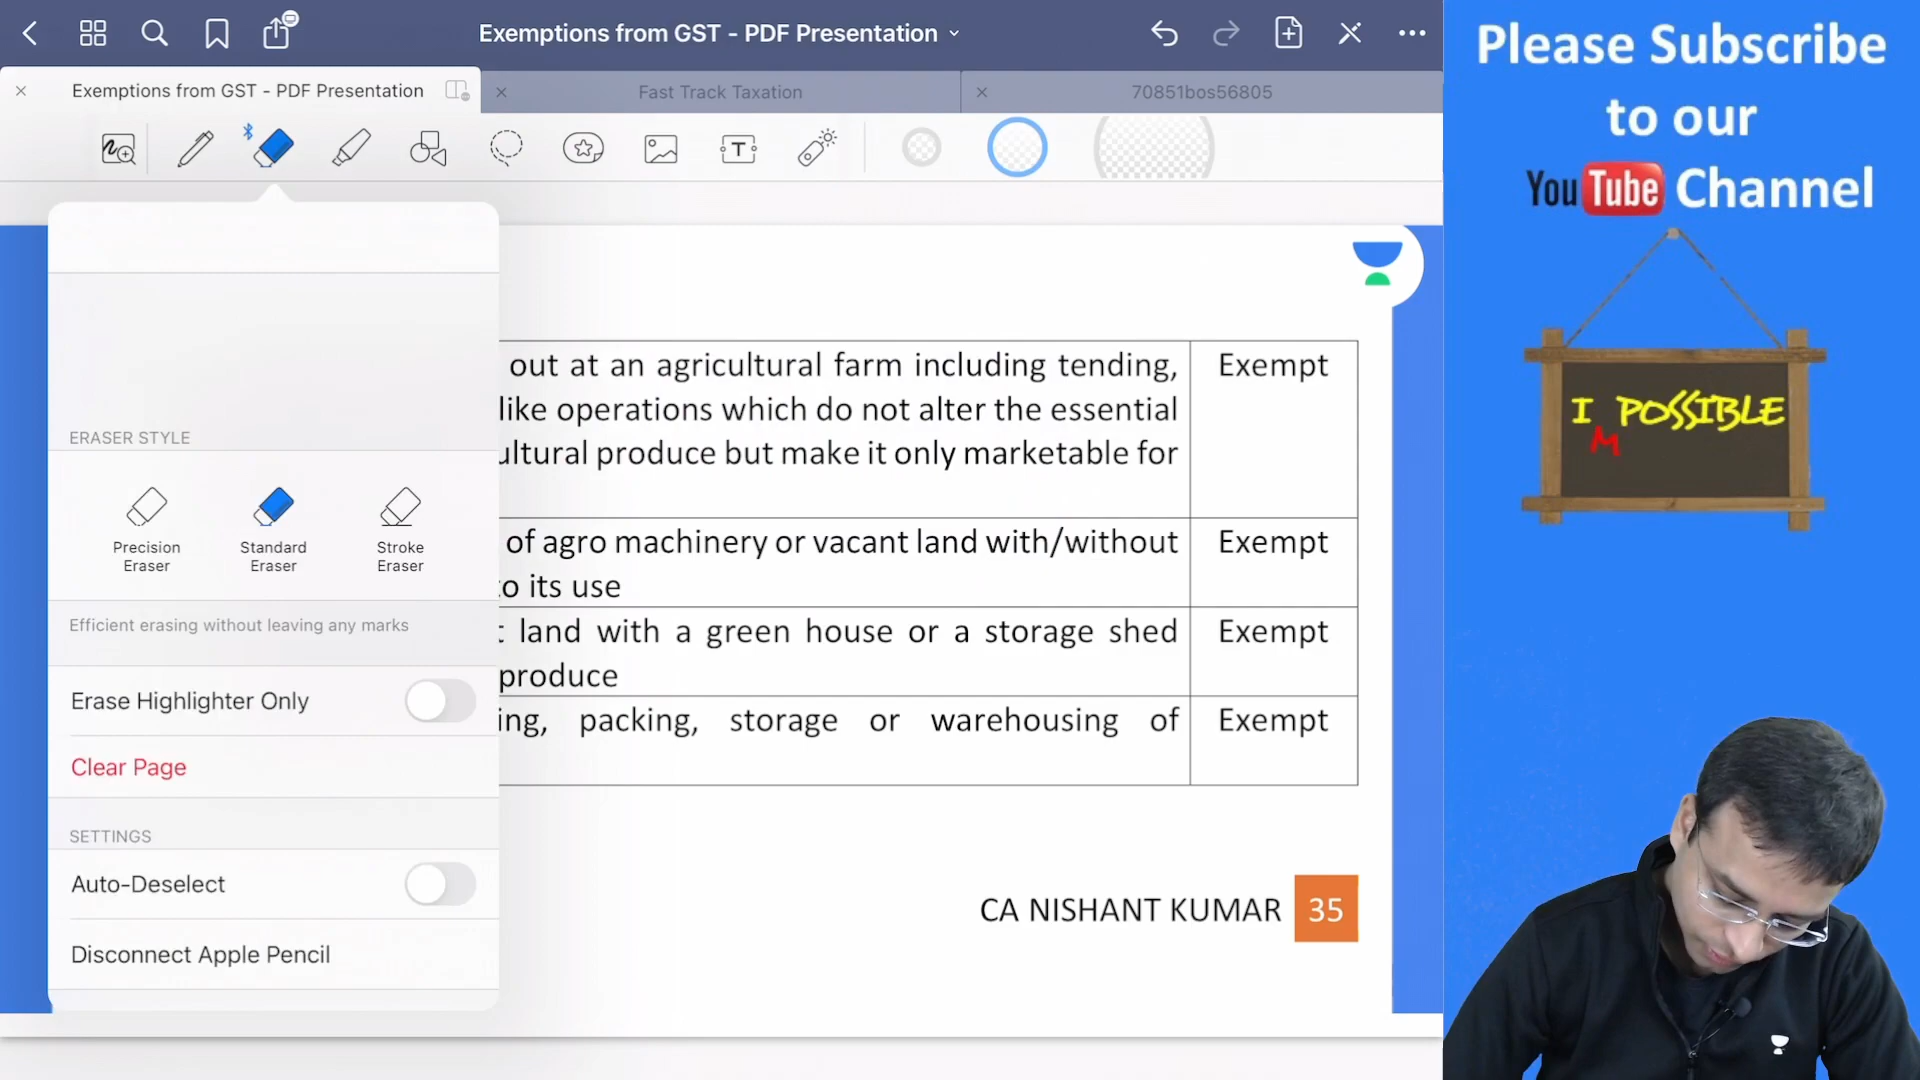 Exemptions from GST - PDF Presentation
Exemptions from GST - PDF Presentation
Fast Track Taxation
70851bos56805
T
ERASER STYLE
Precision Eraser
Standard Eraser
Stroke Eraser
Efficient erasing without leaving any marks
Erase Highlighter Only
Clear Page
SETTINGS
Auto-Deselect
Disconnect Apple Pencil
out at an agricultural farm including tending,
like operations which do not alter the essential
ultural produce but make it only marketable for
Exempt
of agro machinery or vacant land with/without
to its use
Exempt
land with a green house or a storage shed
produce
Exempt
ing, packing, storage or warehousing of
Exempt
CA NISHANT KUMAR 35
Please Subscribe
to our
YouTube Channel
I POSSIBLE
M